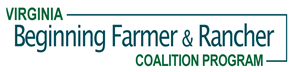 VIRGINIA
Beginning Farmer & Rancher
COALITION PROGRAM